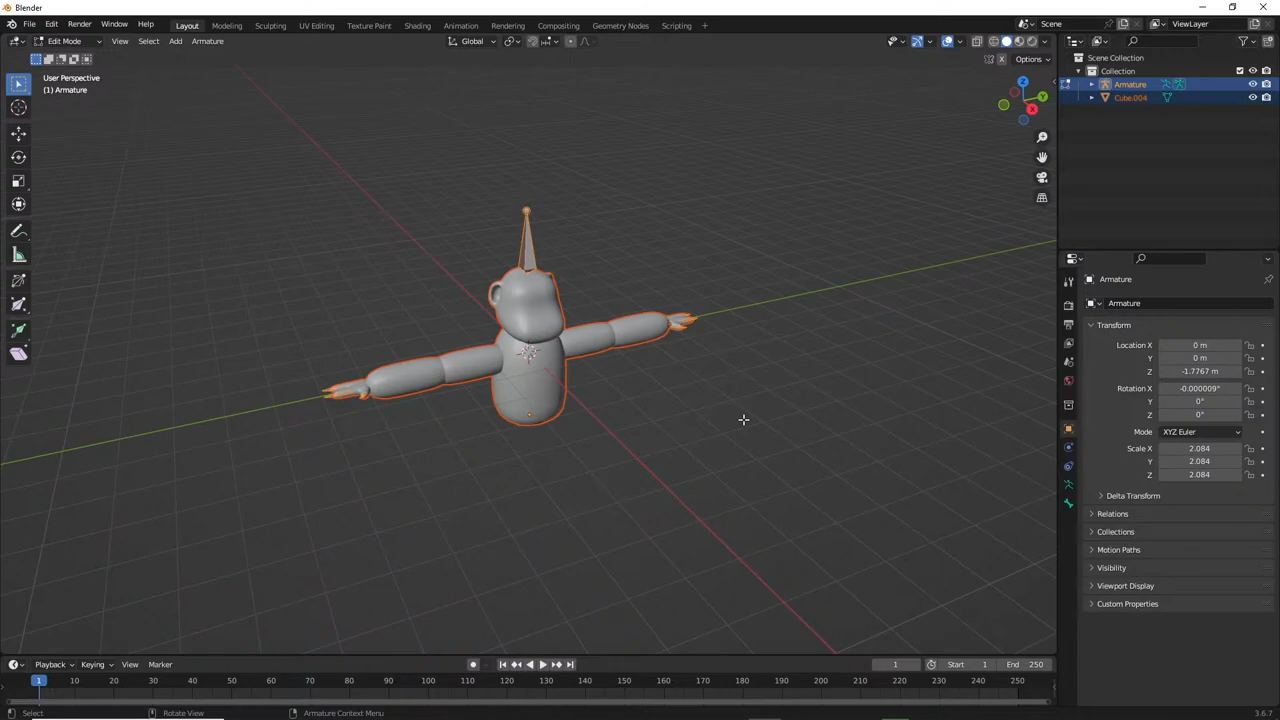 Blender
File Edit Render Window Help
Layout Modeling Sculpting UV Editing Texture Paint Shading Animation Rendering Compositing Geometry Nodes Scripting +
Scene ViewLayer
Edit Mode View Select Add Armature Global
X Options
User Perspective
(1) Armature
Z
Y
X
Scene Collection
Collection
Armature
Cube.004
Armature
Armature
Transform
Location X 0 m
Y 0 m
Z -1.7767 m
Rotation X -0.000009°
Y 0°
Z 0°
Mode XYZ Euler
Scale X 2.084
Y 2.084
Z 2.084
Delta Transform
Relations
Collections
Motion Paths
Visibility
Viewport Display
Custom Properties
Playback Keying View Marker 1 Start 1 End 250
1 10 20 30 40 50 60 70 80 90 100 110 120 130 140 150 160 170 180 190 200 210 220 230 240 250
Select Rotate View Armature Context Menu 3.6.7